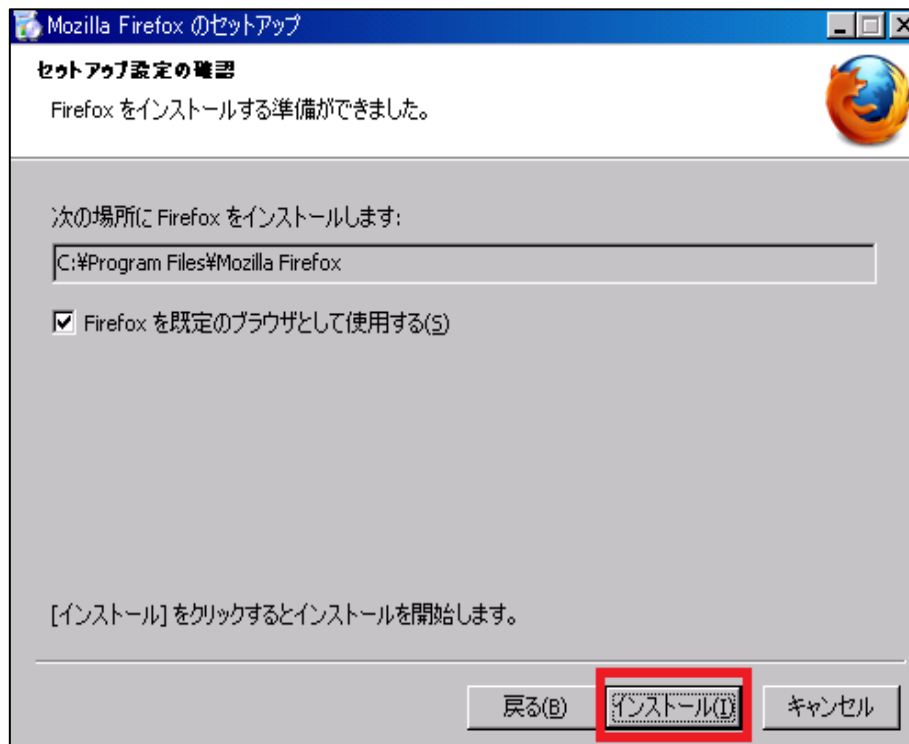 Mozilla Firefox のセットアップ
セットアップ設定の確認
Firefox をインストールする準備ができました。
次の場所に Firefox をインストールします:
C:¥Program Files¥Mozilla Firefox
Firefox を既定のブラウザとして使用する(S)
[インストール] をクリックするとインストールを開始します。
戻る(B) インストール(I) キャンセル